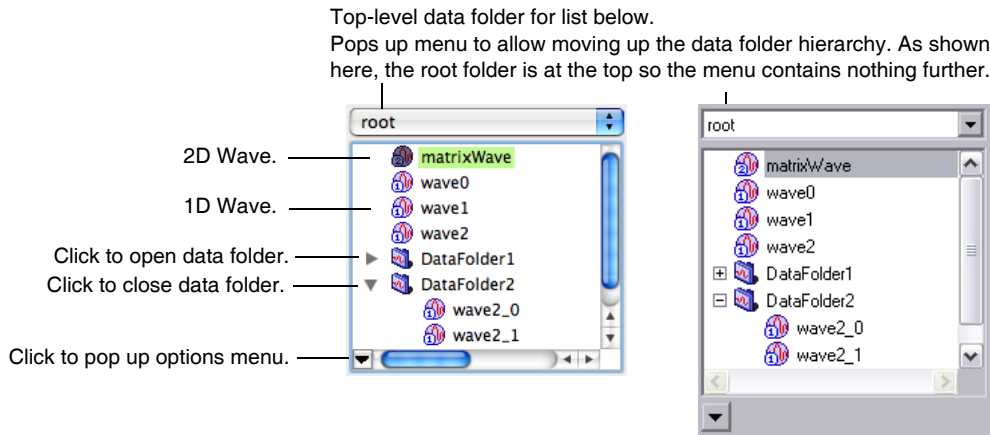 Top-level data folder for list below.
Pops up menu to allow moving up the data folder hierarchy. As shown
here, the root folder is at the top so the menu contains nothing further.
root
2D Wave.
matrixWave
wave0
1D Wave.
wave1
wave2
Click to open data folder.
DataFolder1
Click to close data folder.
DataFolder2
wave2_0
wave2_1
Click to pop up options menu.
root
matrixWave
wave0
wave1
wave2
DataFolder1
DataFolder2
wave2_0
wave2_1